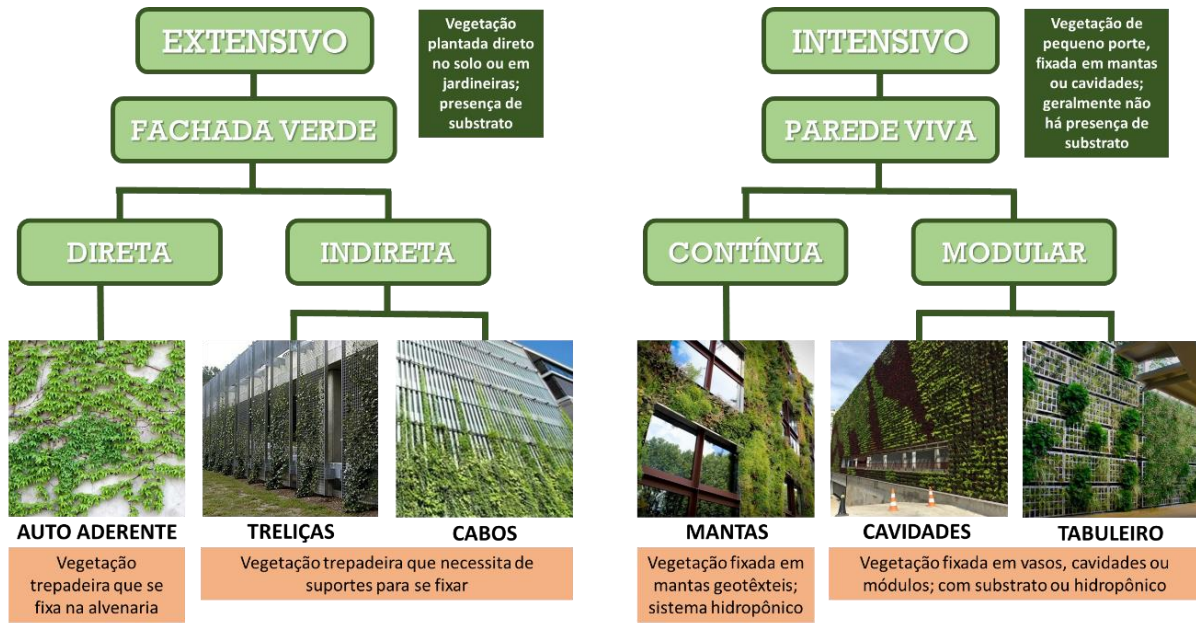 EXTENSIVO
Vegetação
plantada direto
no solo ou em
jardineiras;
presença de
substrato
FACHADA VERDE
DIRETA
INDIRETA
AUTO ADERENTE
TRELIÇAS
CABOS
Vegetação
trepadeira que se
fixa na alvenaria
Vegetação trepadeira que necessita de
suportes para se fixar
INTENSIVO
Vegetação de
pequeno porte,
fixada em mantas
ou cavidades;
geralmente não
há presença de
substrato
PAREDE VIVA
CONTÍNUA
MODULAR
MANTAS
CAVIDADES
TABULEIRO
Vegetação fixada em
mantas geotêxteis;
sistema hidropônico
Vegetação fixada em vasos, cavidades ou
módulos; com substrato ou hidropônico